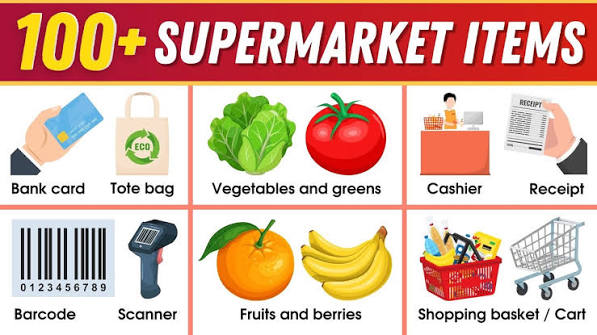 100+ SUPERMARKET ITEMS
ECO
RECEIPT
Bank card
Tote bag
Vegetables and greens
Cashier
Receipt
0123456789
Barcode
Scanner
Fruits and berries
Shopping basket / Cart